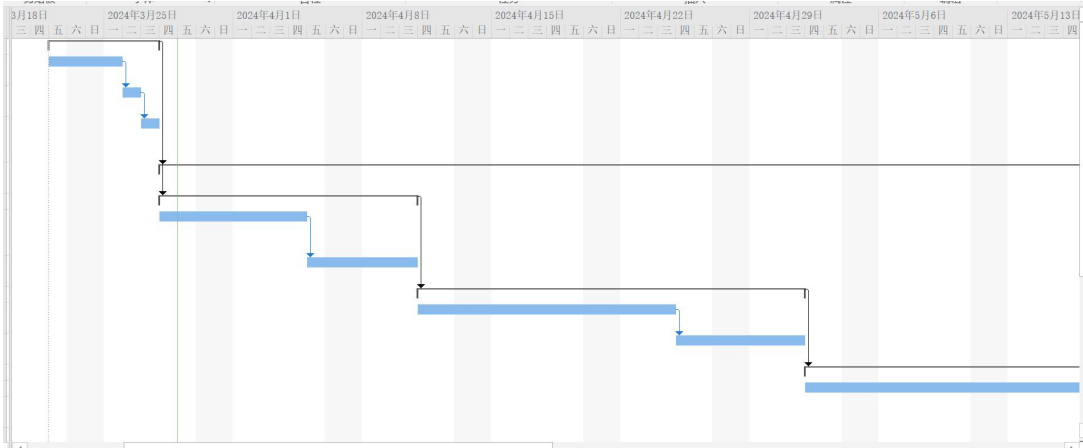 3月18日 2024年3月25日 2024年4月1日 2024年4月8日 2024年4月15日 2024年4月22日 2024年4月29日 2024年5月6日 2024年5月13日
三 四 五 六 日 一 二 三 四 五 六 日 一 二 三 四 五 六 日 一 二 三 四 五 六 日 一 二 三 四 五 六 日 一 二 三 四 五 六 日 一 二 三 四 五 六 日 一 二 三 四 五 六 日 一 二 三 四